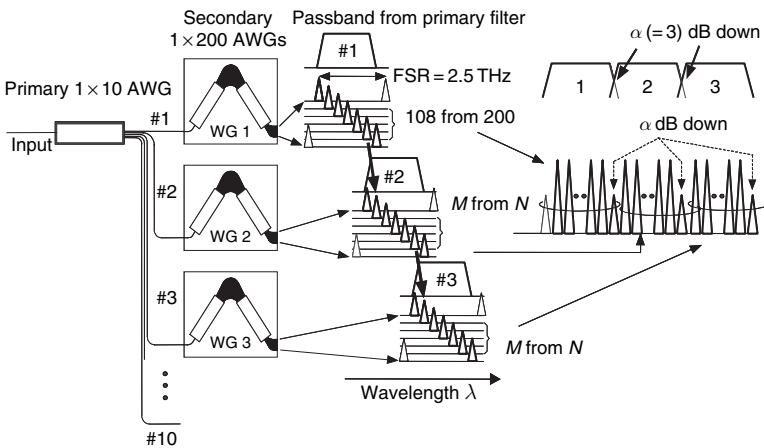 Secondary
1×200 AWGs
Passband from primary filter
Primary 1×10 AWG
Input
#1
WG 1
#1
FSR = 2.5 THz
108 from 200
α (= 3) dB down
1
2
3
α dB down
#2
WG 2
#2
M from N
#3
WG 3
#3
M from N
Wavelength λ
#10